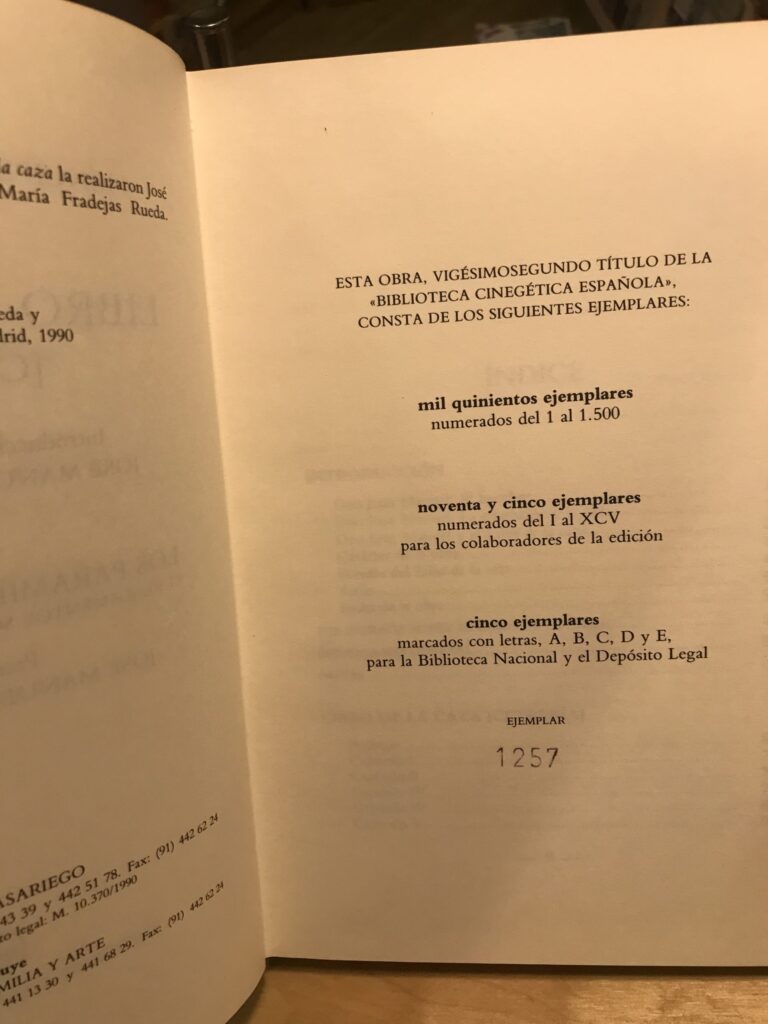 la caza la realizaron José
María Fradejas Rueda.
eda y
drid, 1990
ASARIEGO
43 39 y 442 51 78. Fax: (91) 442 62 24
to legal: M. 10.370/1990
uye
MILIA Y ARTE
441 13 30 y 441 68 29. Fax: (91) 442 62 24
ESTA OBRA, VIGÉSIMOSEGUNDO TÍTULO DE LA
«BIBLIOTECA CINEGÉTICA ESPAÑOLA»,
CONSTA DE LOS SIGUIENTES EJEMPLARES:
mil quinientos ejemplares
numerados del 1 al 1.500
noventa y cinco ejemplares
numerados del I al XCV
para los colaboradores de la edición
cinco ejemplares
marcados con letras, A, B, C, D y E,
para la Biblioteca Nacional y el Depósito Legal
EJEMPLAR
1257